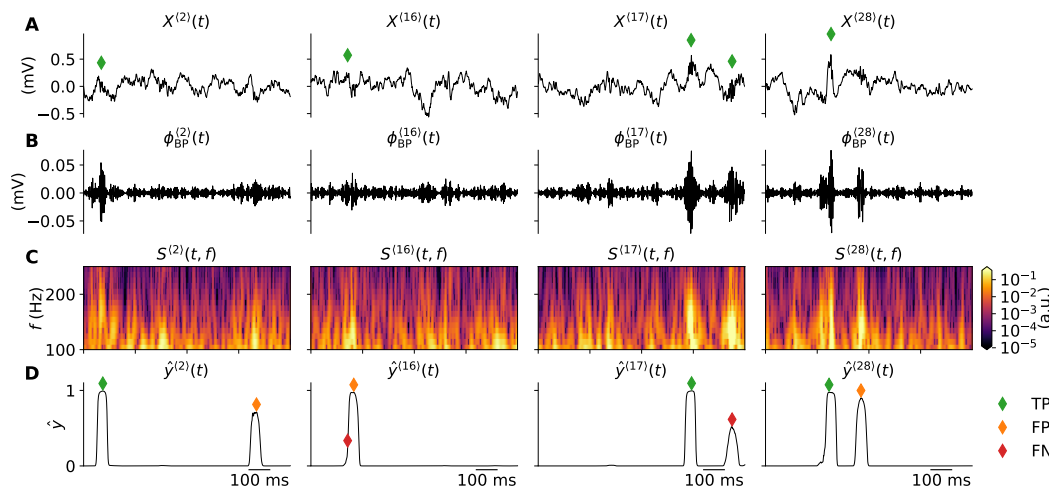 A X⁽²⁾(t) X⁽¹⁶⁾(t) X⁽¹⁷⁾(t) X⁽²⁸⁾(t)
(mV)
0.5
0.0
−0.5
B ϕ_BP⁽²⁾(t) ϕ_BP⁽¹⁶⁾(t) ϕ_BP⁽¹⁷⁾(t) ϕ_BP⁽²⁸⁾(t)
(mV)
0.05
0.00
−0.05
C S⁽²⁾(t, f) S⁽¹⁶⁾(t, f) S⁽¹⁷⁾(t, f) S⁽²⁸⁾(t, f)
f (Hz)
200
100
10⁻¹
10⁻²
10⁻³
10⁻⁴
10⁻⁵
(a.u.)
D ŷ⁽²⁾(t) ŷ⁽¹⁶⁾(t) ŷ⁽¹⁷⁾(t) ŷ⁽²⁸⁾(t)
ŷ
1
0
100 ms 100 ms 100 ms 100 ms
TP
FP
FN